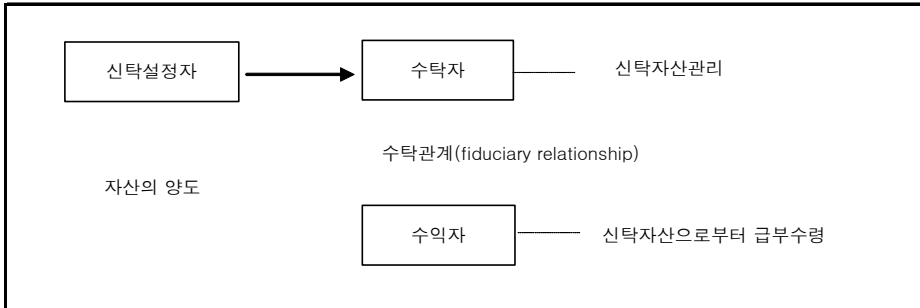 신탁설정자
수탁자
신탁자산관리
수탁관계(fiduciary relationship)
자산의 양도
수익자
신탁자산으로부터 급부수령